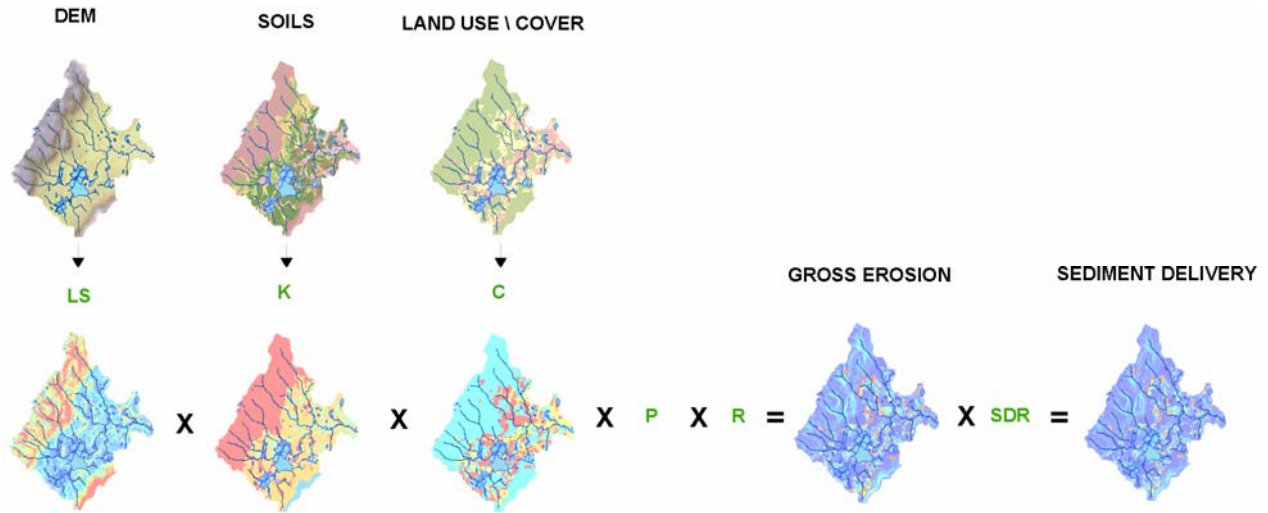 DEM
SOILS
LAND USE \ COVER
GROSS EROSION
SEDIMENT DELIVERY
LS
K
C
X
X
X P X R = X SDR =